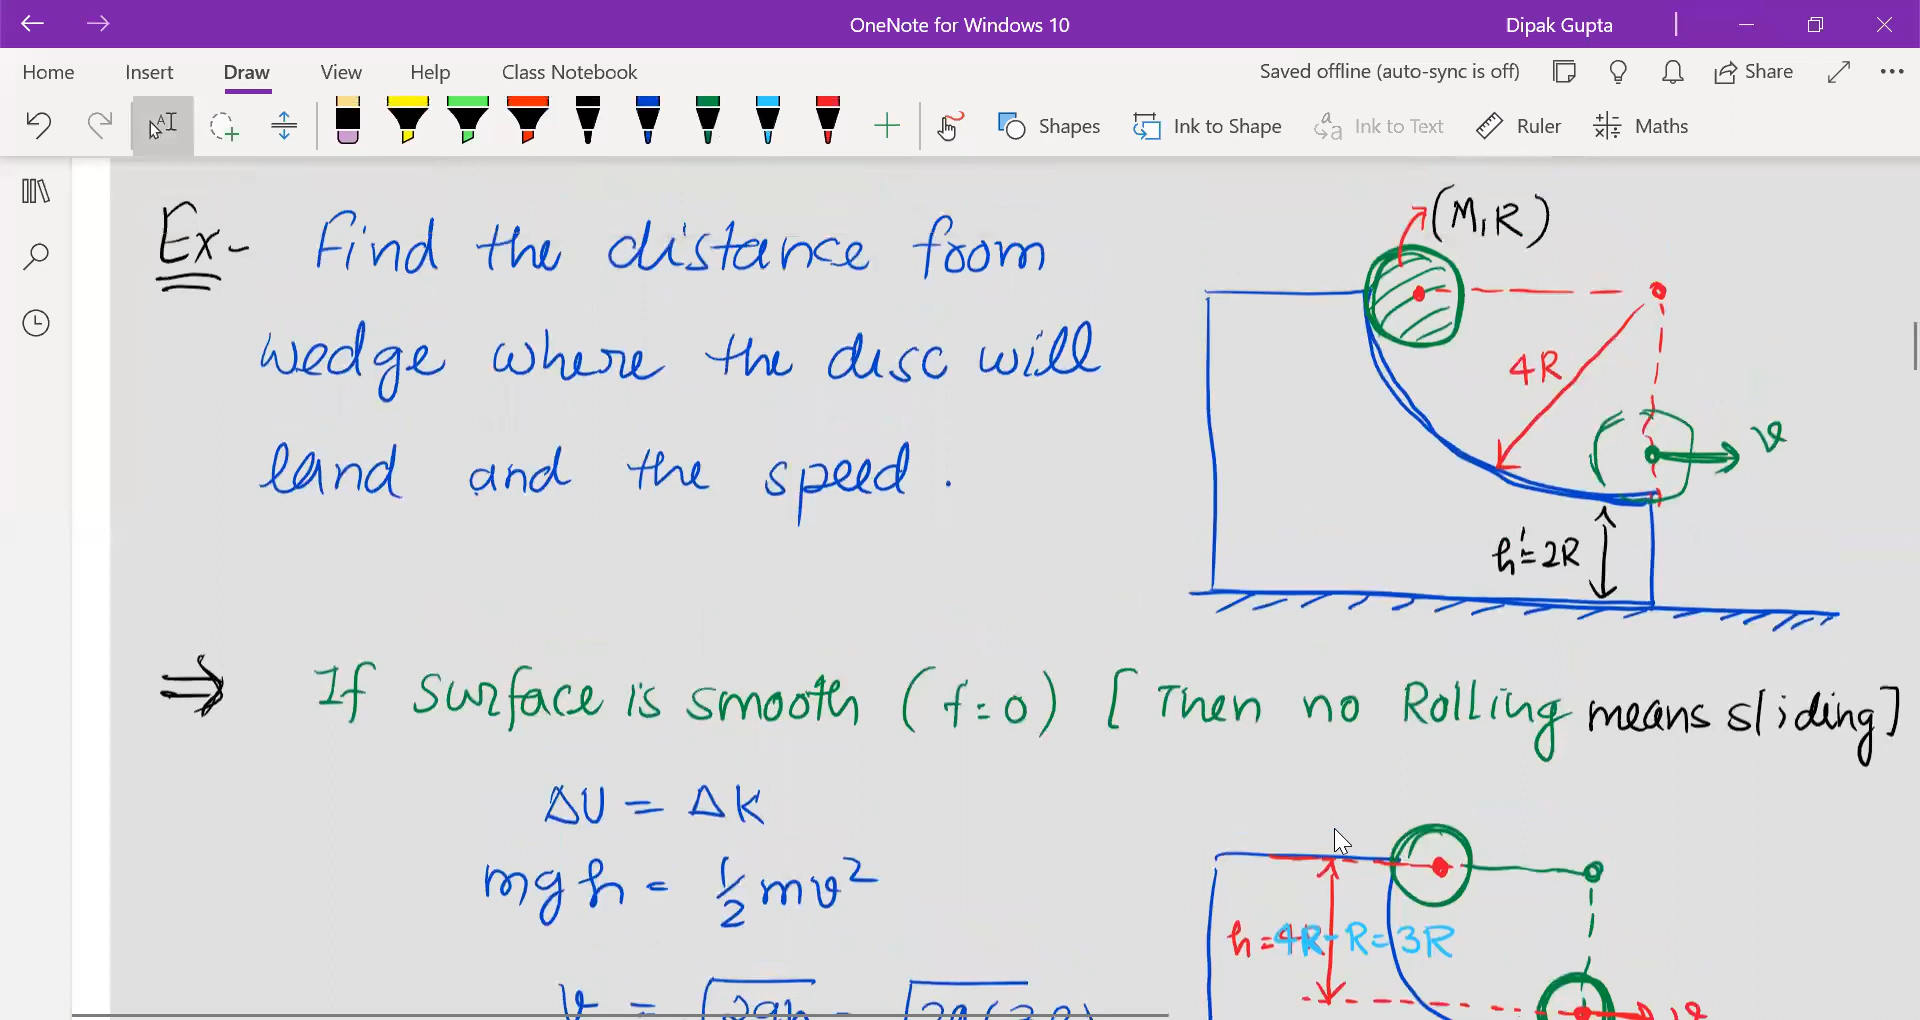 OneNote for Windows 10
Dipak Gupta
Home Insert Draw View Help Class Notebook
Saved offline (auto-sync is off) Share
Shapes Ink to Shape Ink to Text Ruler Maths
Ex- Find the distance from
wedge where the disc will
land and the speed.
(M,R)
4R
v
h'=2R
⇒ If surface is smooth (f=0) [Then no Rolling means sliding]
ΔU = ΔK
mgh = ½mv²
h=4R-R=3R
v = √2gh = √2g(3R)
v